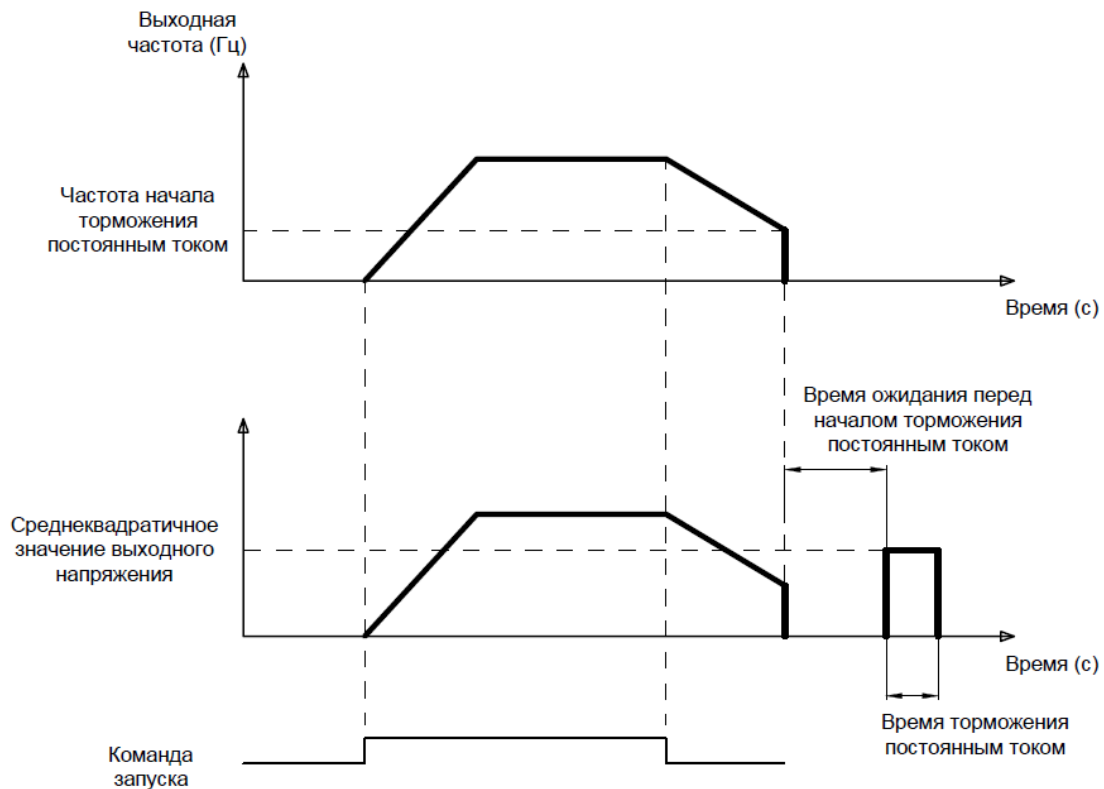 Выходная
частота (Гц)
Частота начала
торможения
постоянным током
Время (с)
Время ожидания перед
началом торможения
постоянным током
Среднеквадратичное
значение выходного
напряжения
Время (с)
Время торможения
постоянным током
Команда
запуска